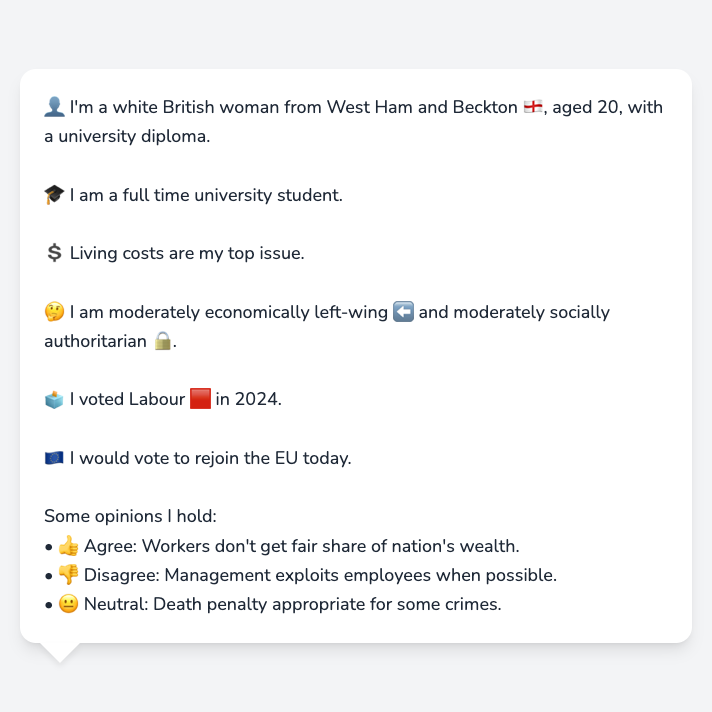 👤 I'm a white British woman from West Ham and Beckton 🏴󠁧󠁢󠁥󠁮󠁧󠁿, aged 20, with
a university diploma.
🎓 I am a full time university student.
💲 Living costs are my top issue.
🤔 I am moderately economically left-wing ⬅️ and moderately socially
authoritarian 🔒.
🗳️ I voted Labour 🟥 in 2024.
🇪🇺 I would vote to rejoin the EU today.
Some opinions I hold:
• 👍 Agree: Workers don't get fair share of nation's wealth.
• 👎 Disagree: Management exploits employees when possible.
• 😐 Neutral: Death penalty appropriate for some crimes.